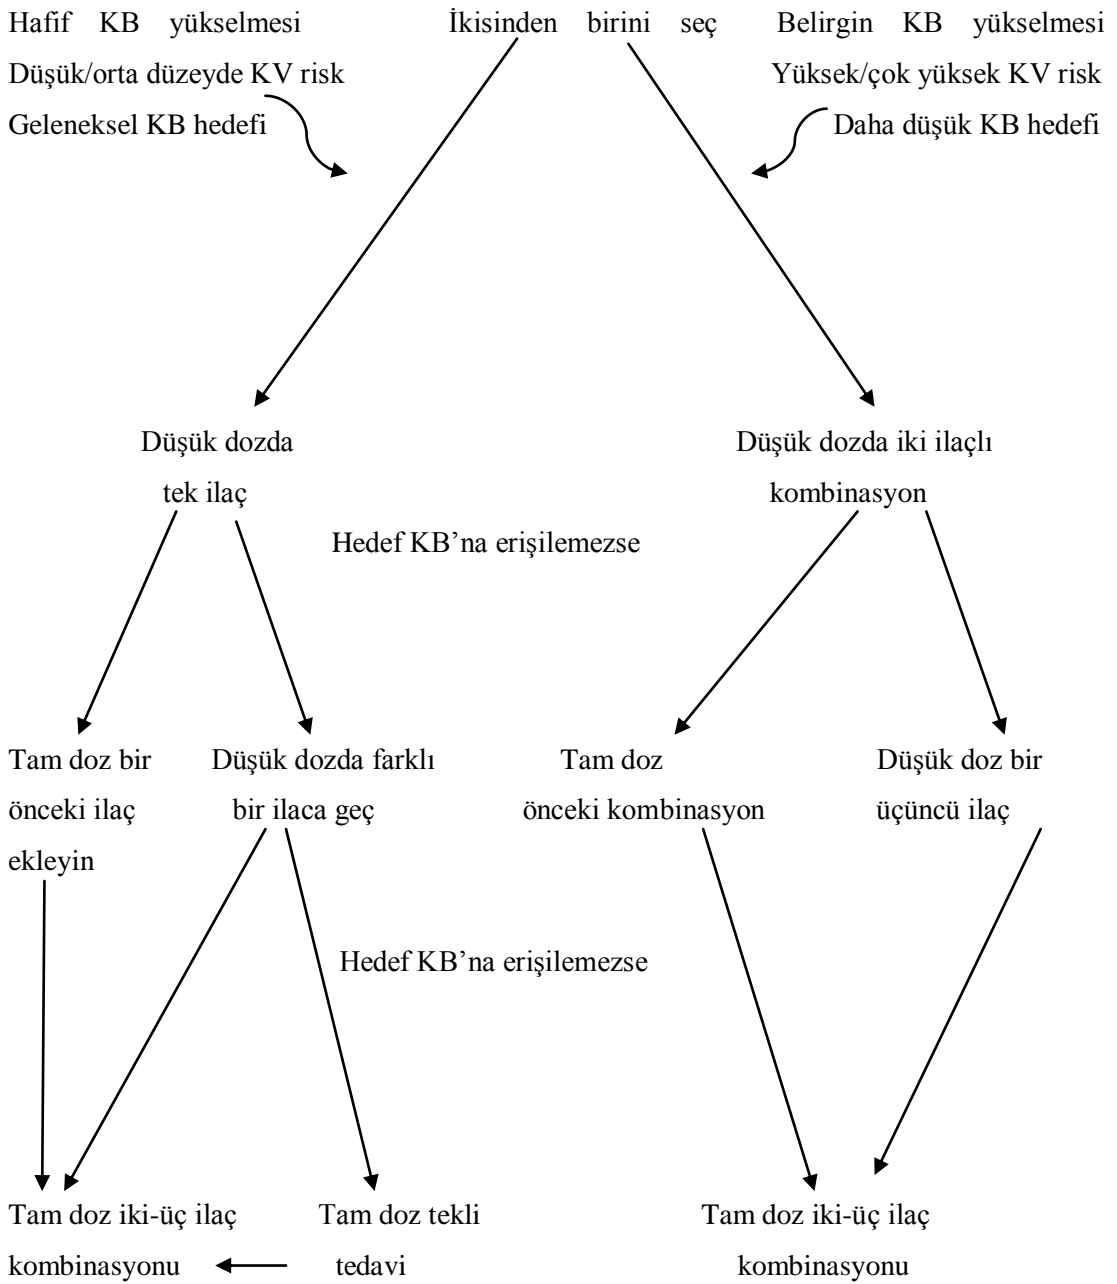 Hafif KB yükselmesi
Düşük/orta düzeyde KV risk
Geleneksel KB hedefi
İkisinden birini seç
Belirgin KB yükselmesi
Yüksek/çok yüksek KV risk
Daha düşük KB hedefi
Düşük dozda
tek ilaç
Düşük dozda iki ilaçlı
kombinasyon
Hedef KB’na erişilemezse
Tam doz bir
önceki ilaç
ekleyin
Düşük dozda farklı
bir ilaca geç
Tam doz
önceki kombinasyon
Düşük doz bir
üçüncü ilaç
Hedef KB’na erişilemezse
Tam doz iki-üç ilaç
kombinasyonu
Tam doz tekli
tedavi
Tam doz iki-üç ilaç
kombinasyonu